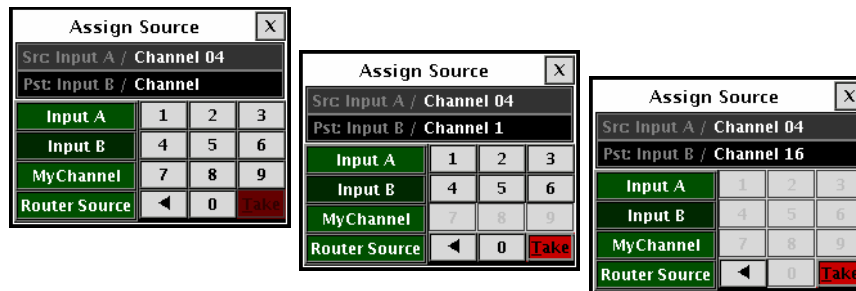 Assign Source X
Src: Input A / Channel 04
Pst: Input B / Channel
Input A 1 2 3
Input B 4 5 6
MyChannel 7 8 9
Router Source ◄ 0 Take
Assign Source X
Src: Input A / Channel 04
Pst: Input B / Channel 1
Input A 1 2 3
Input B 4 5 6
MyChannel 7 8 9
Router Source ◄ 0 Take
Assign Source X
Src: Input A / Channel 04
Pst: Input B / Channel 16
Input A 1 2 3
Input B 4 5 6
MyChannel 7 8 9
Router Source ◄ 0 Take